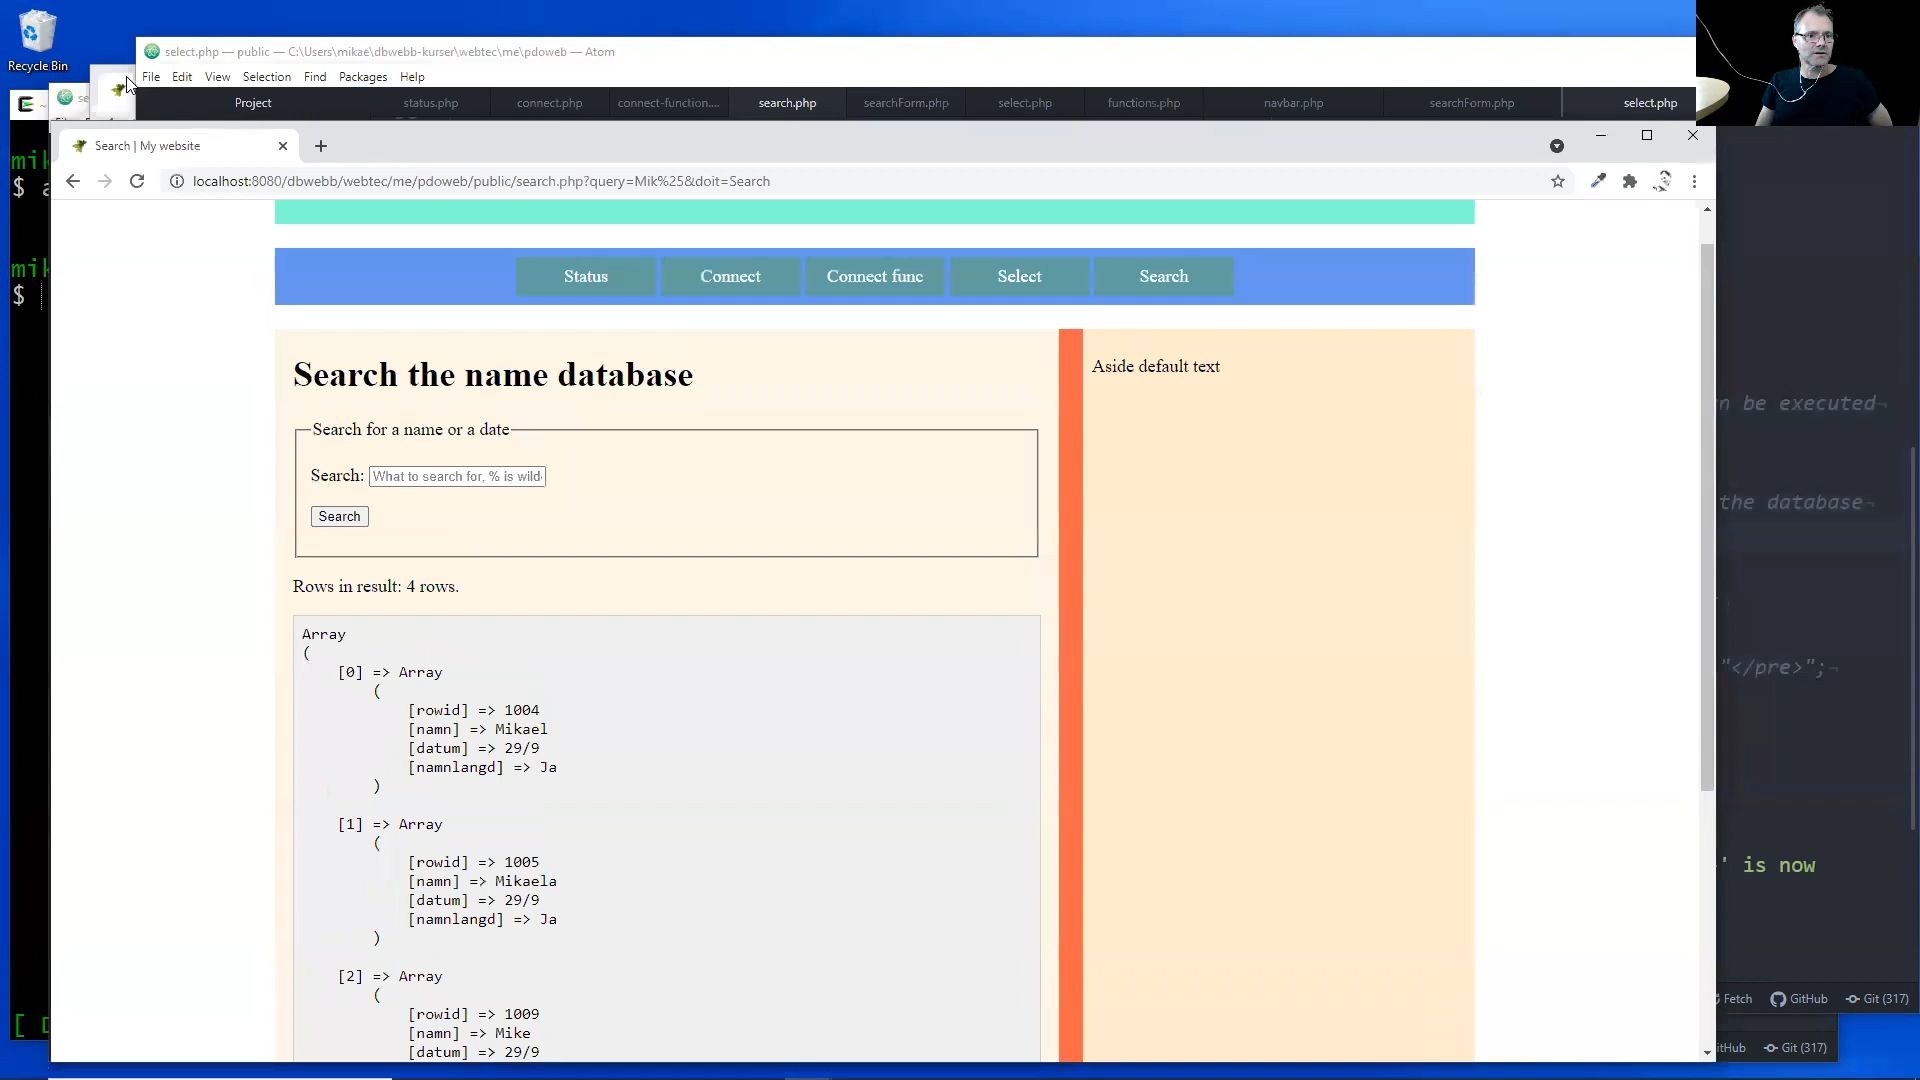 Recycle Bin
select.php — public — C:\Users\mikae\dbwebb-kurser\webtec\me\pdoweb — Atom
File Edit View Selection Find Packages Help
Project status.php connect.php connect-function.... search.php searchForm.php select.php functions.php navbar.php searchForm.php select.php
Search | My website
localhost:8080/dbwebb/webtec/me/pdoweb/public/search.php?query=Mik%25&doit=Search
mik
$
mik
$
Status Connect Connect func Select Search
Search the name database
Aside default text
Search for a name or a date
Search: What to search for, % is wild
Search
Rows in result: 4 rows.
Array
(
[0] => Array
(
[rowid] => 1004
[namn] => Mikael
[datum] => 29/9
[namnlangd] => Ja
)
[1] => Array
(
[rowid] => 1005
[namn] => Mikaela
[datum] => 29/9
[namnlangd] => Ja
)
[2] => Array
(
[rowid] => 1009
[namn] => Mike
[datum] => 29/9
n be executed¬
the database¬
"</pre>";¬
' is now
Fetch GitHub Git (317)
itHub Git (317)